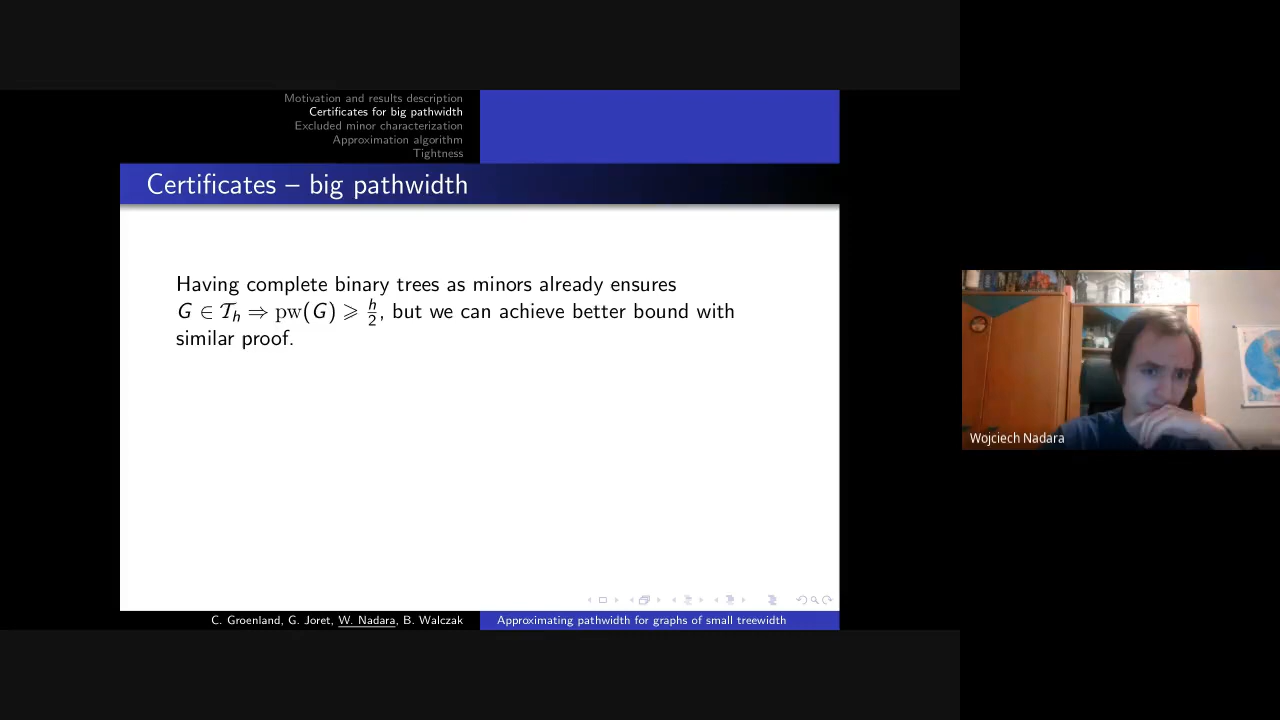 Motivation and results description
Certificates for big pathwidth
Excluded minor characterization
Approximation algorithm
Tightness
Certificates – big pathwidth
Having complete binary trees as minors already ensures
G ∈ 𝒯ₕ ⇒ pw(G) ⩾ h/2, but we can achieve better bound with
similar proof.
Wojciech Nadara
C. Groenland, G. Joret, W. Nadara, B. Walczak
Approximating pathwidth for graphs of small treewidth